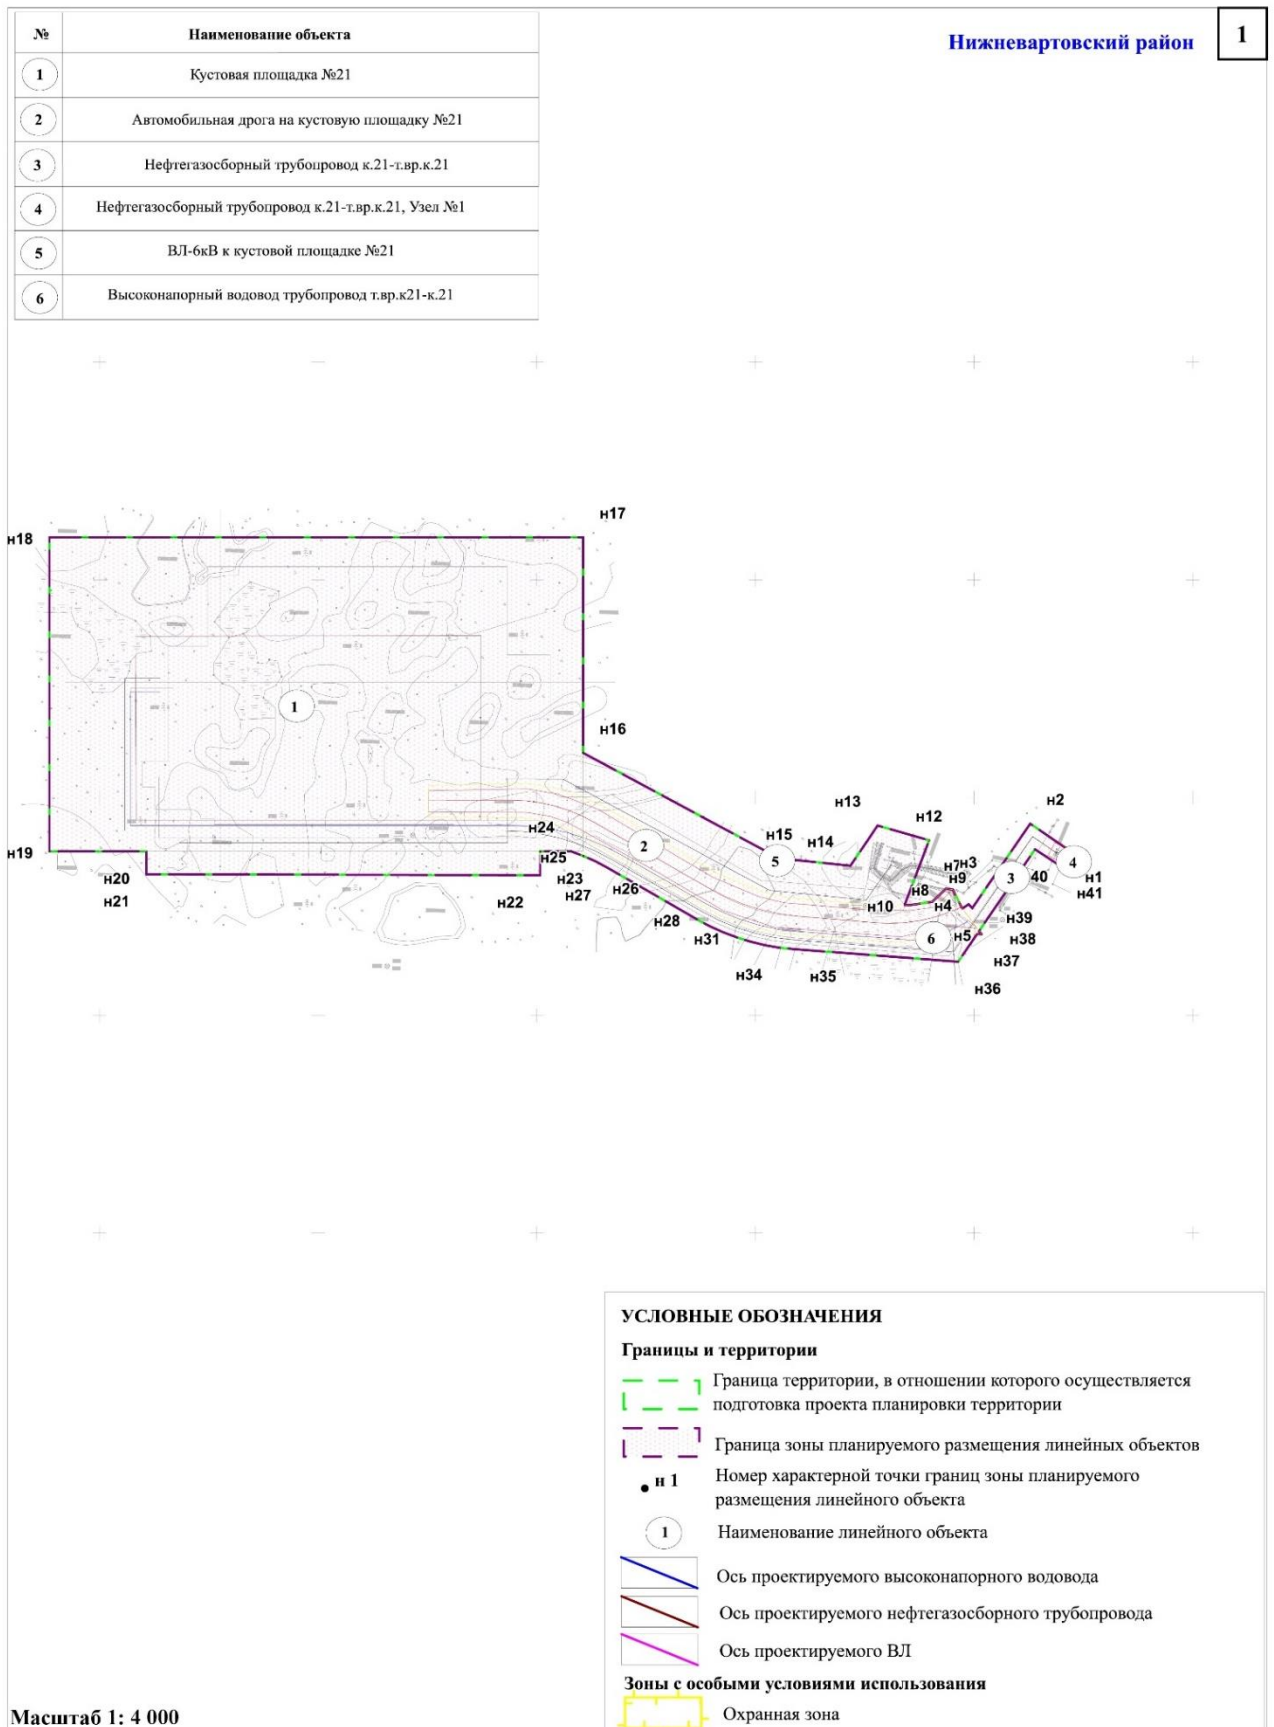 № Наименование объекта
1 Кустовая площадка №21
2 Автомобильная дорога на кустовую площадку №21
3 Нефтегазосборный трубопровод к.21-т.вр.к.21
4 Нефтегазосборный трубопровод к.21-т.вр.к.21, Узел №1
5 ВЛ-6кВ к кустовой площадке №21
6 Высоконапорный водовод трубопровод т.вр.к21-к.21
Нижневартовский район
1
н17
н18
1
н16
н13
н2
н12
н24
н15
н14
н19
н25
2
5
н7
н3
4
н20
н23
н9
3
40
н1
н21
н27
н26
н8
н41
н22
н10
н4
н28
н39
н31
6
н5
н38
н34
н35
н37
н36
УСЛОВНЫЕ ОБОЗНАЧЕНИЯ
Границы и территории
Граница территории, в отношении которого осуществляется
подготовка проекта планировки территории
Граница зоны планируемого размещения линейных объектов
н 1 Номер характерной точки границ зоны планируемого
размещения линейного объекта
1 Наименование линейного объекта
Ось проектируемого высоконапорного водовода
Ось проектируемого нефтегазосборного трубопровода
Ось проектируемого ВЛ
Зоны с особыми условиями использования
Охранная зона
Масштаб 1: 4 000